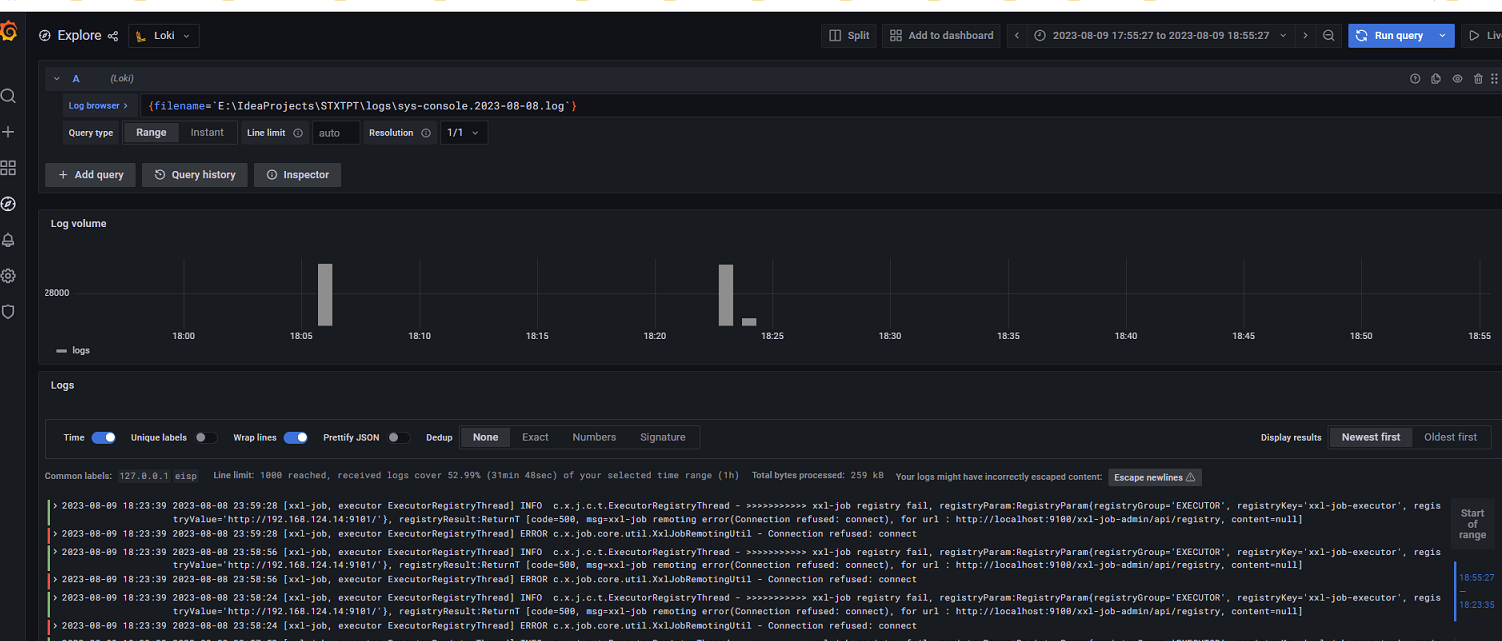 Explore Loki Split Add to dashboard 2023-08-09 17:55:27 to 2023-08-09 18:55:27 Run query Live
A (Loki)
Log browser > {filename=`E:\IdeaProjects\STXTPT\logs\sys-console.2023-08-08.log`}
Query type Range Instant Line limit auto Resolution 1/1
+ Add query Query history Inspector
Log volume
28000
18:00 18:05 18:10 18:15 18:20 18:25 18:30 18:35 18:40 18:45 18:50 18:55
logs
Logs
Time Unique labels Wrap lines Prettify JSON Dedup None Exact Numbers Signature Display results Newest first Oldest first
Common labels: 127.0.0.1 eisp Line limit: 1000 reached, received logs cover 52.99% (31min 48sec) of your selected time range (1h) Total bytes processed: 259 kB Your logs might have incorrectly escaped content: Escape newlines
> 2023-08-09 18:23:39 2023-08-08 23:59:28 [xxl-job, executor ExecutorRegistryThread] INFO c.x.j.c.t.ExecutorRegistryThread - >>>>>>>>>>> xxl-job registry fail, registryParam:RegistryParam{registryGroup='EXECUTOR', registryKey='xxl-job-executor', regis
tryValue='http://192.168.124.14:9101/'}, registryResult:ReturnT [code=500, msg=xxl-job remoting error(Connection refused: connect), for url : http://localhost:9100/xxl-job-admin/api/registry, content=null]
> 2023-08-09 18:23:39 2023-08-08 23:59:28 [xxl-job, executor ExecutorRegistryThread] ERROR c.x.job.core.util.XxlJobRemotingUtil - Connection refused: connect
> 2023-08-09 18:23:39 2023-08-08 23:58:56 [xxl-job, executor ExecutorRegistryThread] INFO c.x.j.c.t.ExecutorRegistryThread - >>>>>>>>>>> xxl-job registry fail, registryParam:RegistryParam{registryGroup='EXECUTOR', registryKey='xxl-job-executor', regis
tryValue='http://192.168.124.14:9101/'}, registryResult:ReturnT [code=500, msg=xxl-job remoting error(Connection refused: connect), for url : http://localhost:9100/xxl-job-admin/api/registry, content=null]
> 2023-08-09 18:23:39 2023-08-08 23:58:56 [xxl-job, executor ExecutorRegistryThread] ERROR c.x.job.core.util.XxlJobRemotingUtil - Connection refused: connect
> 2023-08-09 18:23:39 2023-08-08 23:58:24 [xxl-job, executor ExecutorRegistryThread] INFO c.x.j.c.t.ExecutorRegistryThread - >>>>>>>>>>> xxl-job registry fail, registryParam:RegistryParam{registryGroup='EXECUTOR', registryKey='xxl-job-executor', regis
tryValue='http://192.168.124.14:9101/'}, registryResult:ReturnT [code=500, msg=xxl-job remoting error(Connection refused: connect), for url : http://localhost:9100/xxl-job-admin/api/registry, content=null]
> 2023-08-09 18:23:39 2023-08-08 23:58:24 [xxl-job, executor ExecutorRegistryThread] ERROR c.x.job.core.util.XxlJobRemotingUtil - Connection refused: connect
Start
of
range
18:55:27
—
18:23:35